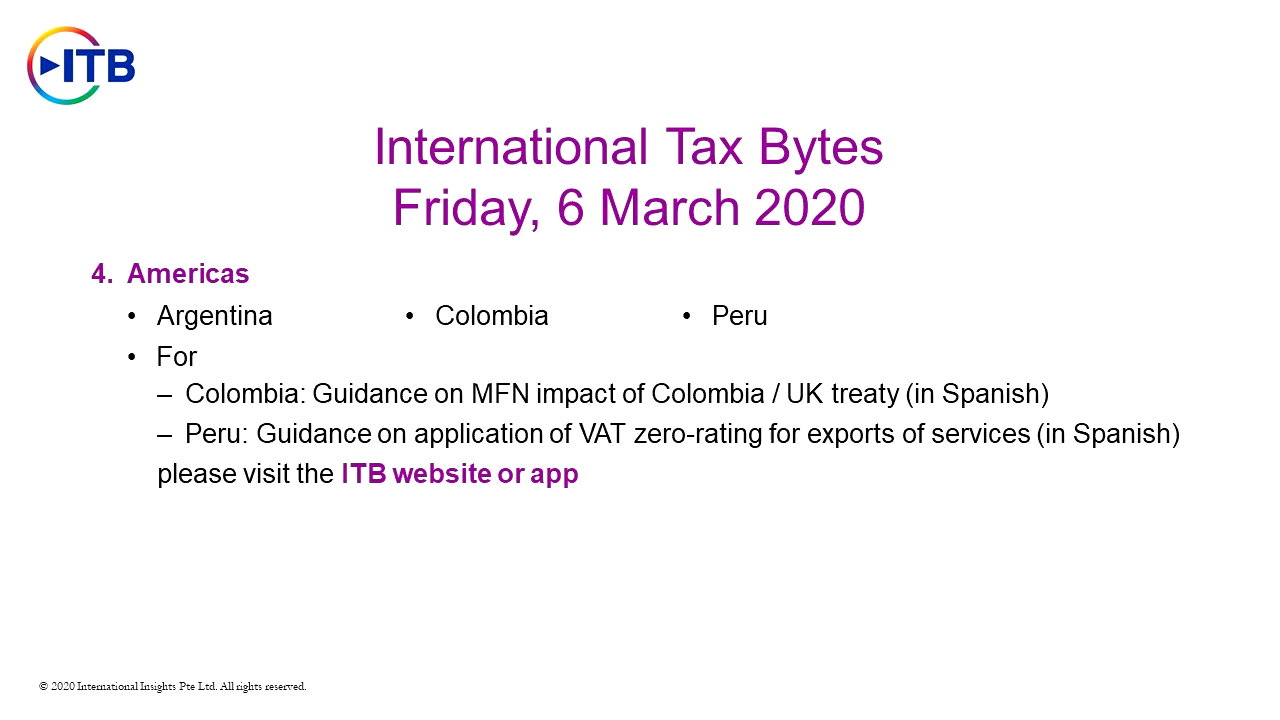 ITB
International Tax Bytes
Friday, 6 March 2020
4. Americas
• Argentina • Colombia • Peru
• For
– Colombia: Guidance on MFN impact of Colombia / UK treaty (in Spanish)
– Peru: Guidance on application of VAT zero-rating for exports of services (in Spanish)
please visit the ITB website or app
© 2020 International Insights Pte Ltd. All rights reserved.